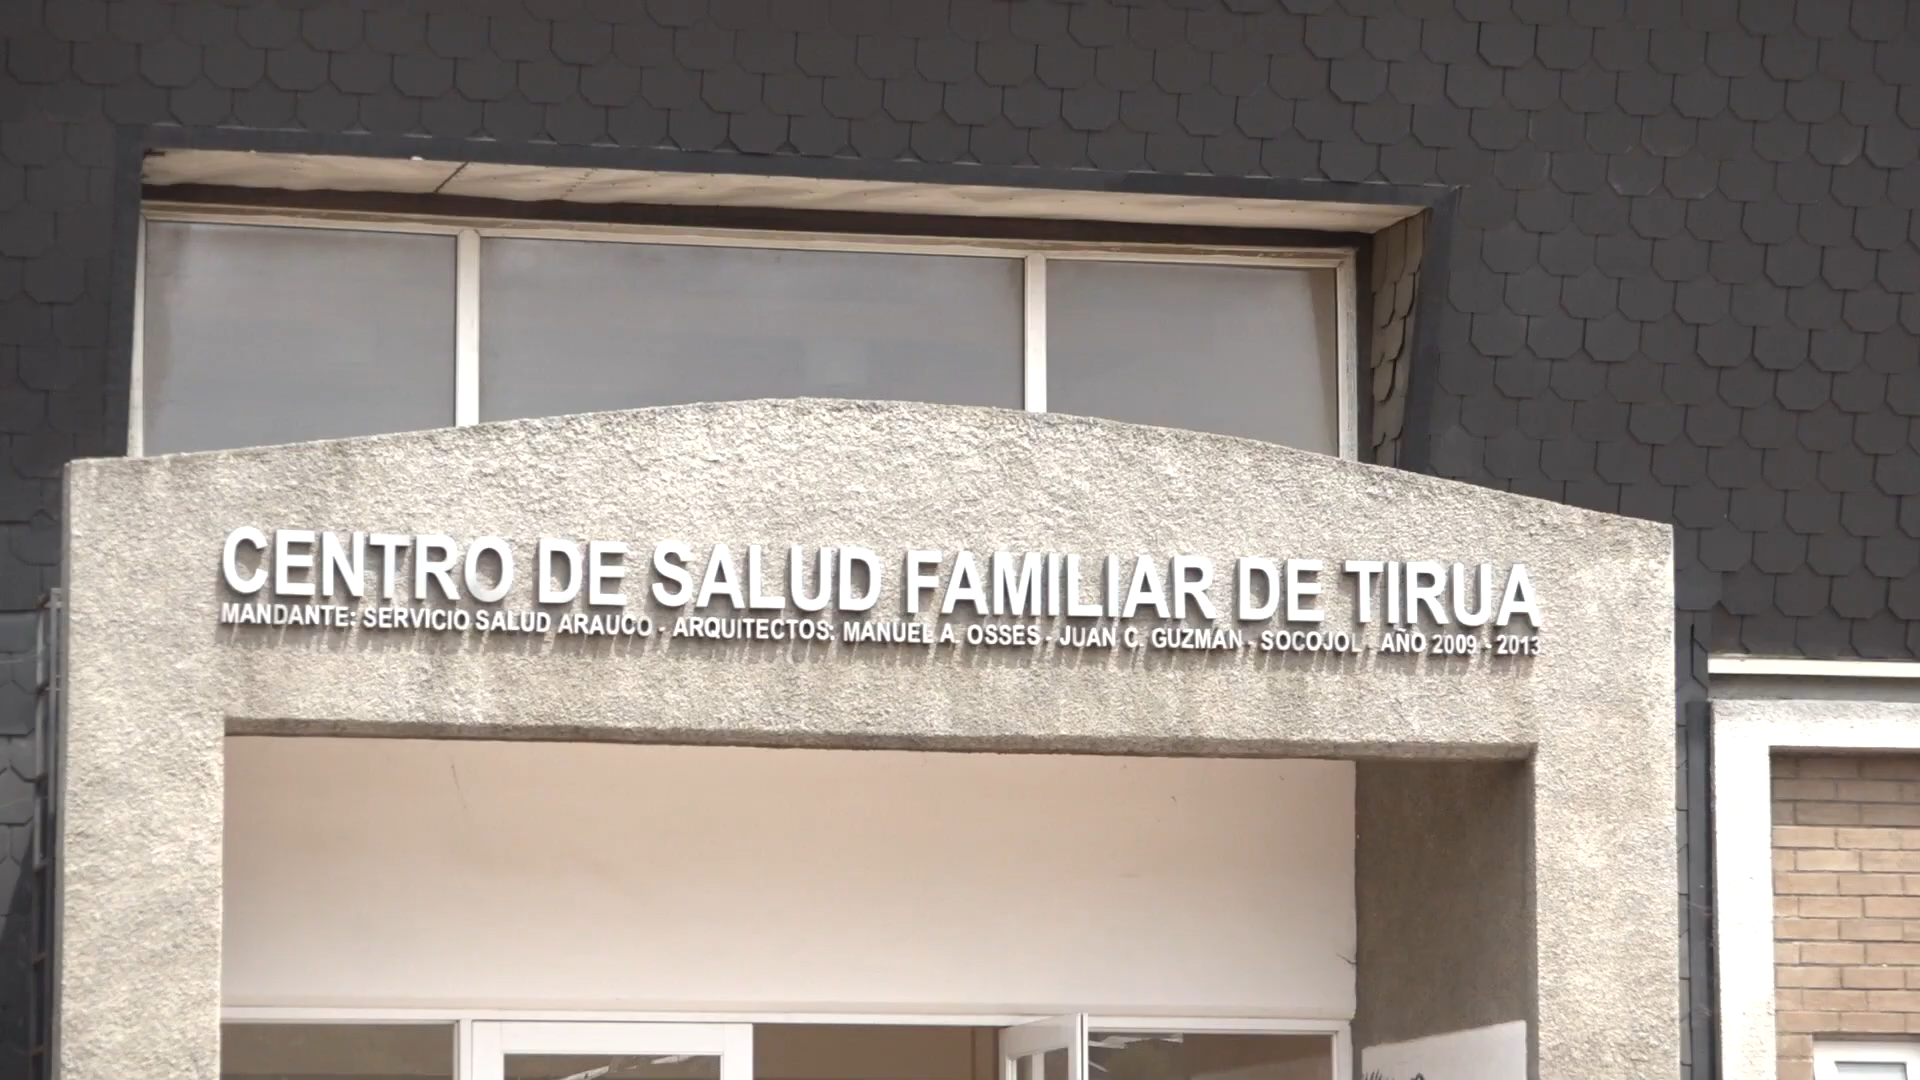 CENTRO DE SALUD FAMILIAR DE TIRUA
MANDANTE: SERVICIO SALUD ARAUCO - ARQUITECTOS: MANUEL A. OSSES - JUAN C. GUZMAN - SOCOJOL - AÑO 2009 - 2013